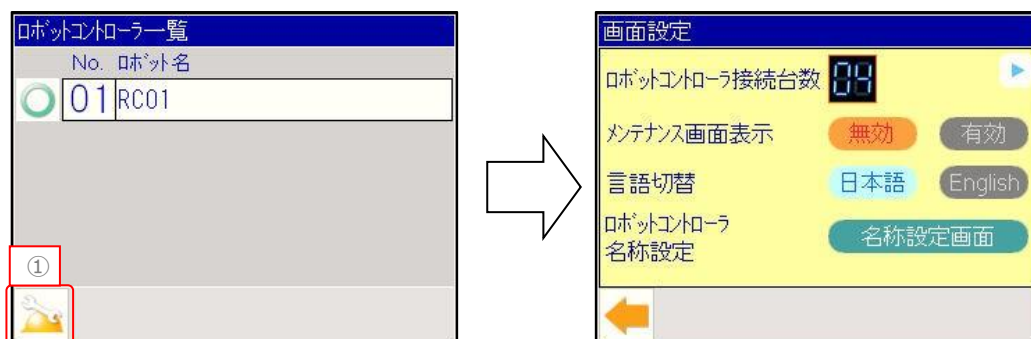 ロボットコントローラ一覧
No. ロボット名
01 RC01
①
画面設定
ロボットコントローラ接続台数 04
メンテナンス画面表示 無効 有効
言語切替 日本語 English
ロボットコントローラ
名称設定 名称設定画面